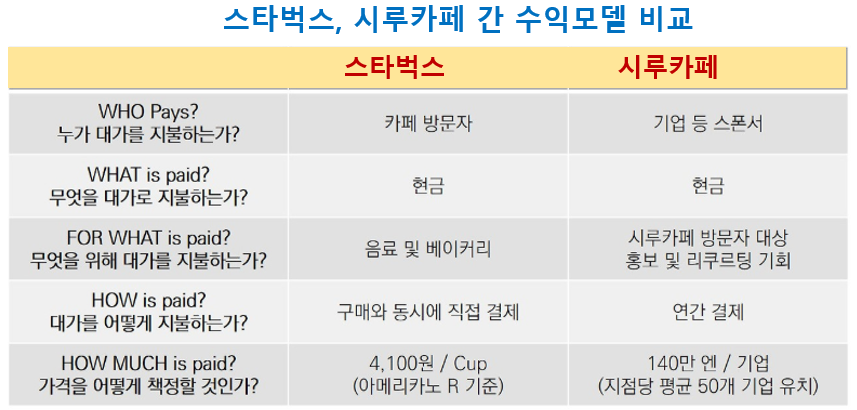 스타벅스, 시루카페 간 수익모델 비교
스타벅스 시루카페
WHO Pays?
누가 대가를 지불하는가?
카페 방문자
기업 등 스폰서
WHAT is paid?
무엇을 대가로 지불하는가?
현금
현금
FOR WHAT is paid?
무엇을 위해 대가를 지불하는가?
음료 및 베이커리
시루카페 방문자 대상
홍보 및 리쿠르팅 기회
HOW is paid?
대가를 어떻게 지불하는가?
구매와 동시에 직접 결제
연간 결제
HOW MUCH is paid?
가격을 어떻게 책정할 것인가?
4,100원 / Cup
(아메리카노 R 기준)
140만 엔 / 기업
(지점당 평균 50개 기업 유치)